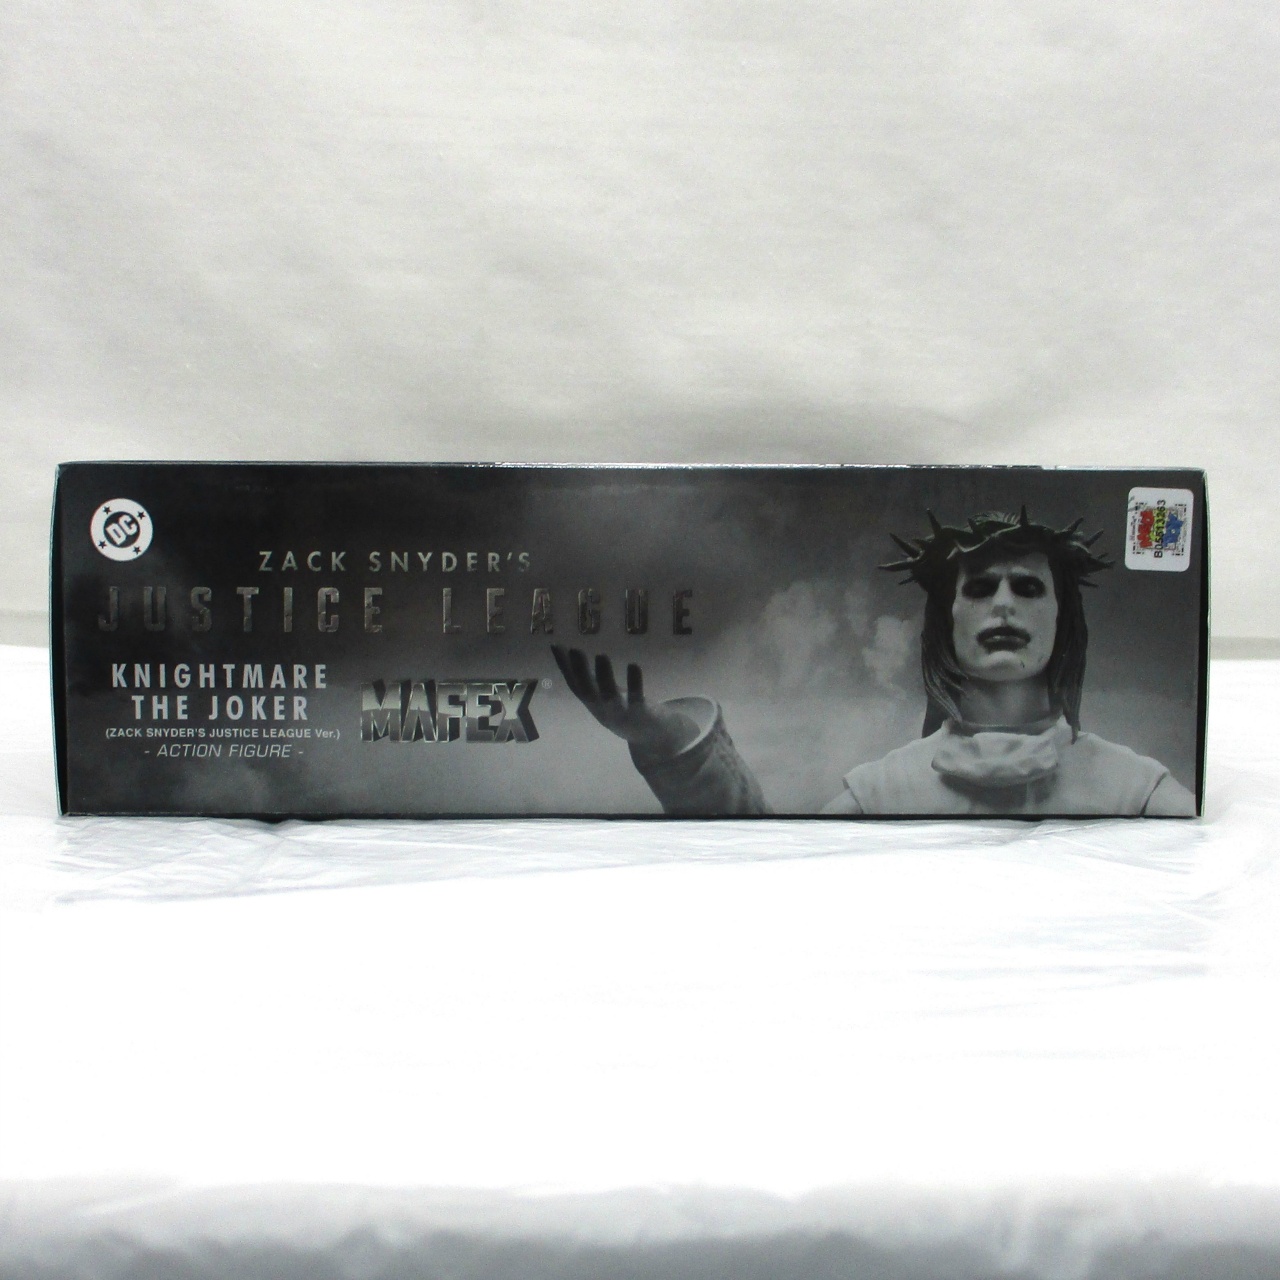 DC
ZACK SNYDER'S
JUSTICE LEAGUE
KNIGHTMARE
THE JOKER
(ZACK SNYDER'S JUSTICE LEAGUE Ver.)
- ACTION FIGURE -
MAFEX®